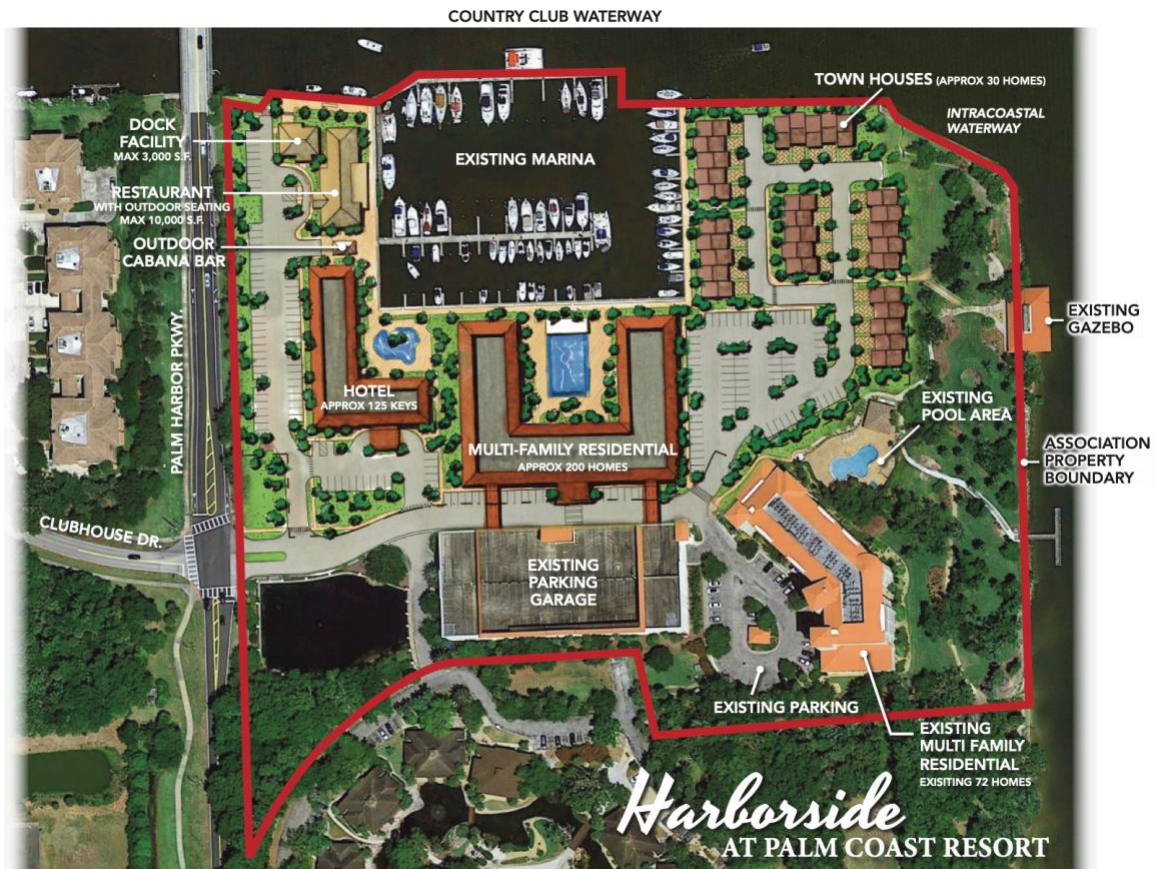 COUNTRY CLUB WATERWAY
TOWN HOUSES (APPROX 30 HOMES)
INTRACOASTAL
WATERWAY
DOCK
FACILITY
MAX 3,000 S.F.
EXISTING MARINA
RESTAURANT
WITH OUTDOOR SEATING
MAX 10,000 S.F.
OUTDOOR
CABANA BAR
EXISTING
GAZEBO
PALM HARBOR PKWY.
HOTEL
APPROX 125 KEYS
EXISTING
POOL AREA
MULTI-FAMILY RESIDENTIAL
APPROX 200 HOMES
ASSOCIATION
PROPERTY
BOUNDARY
CLUBHOUSE DR.
EXISTING
PARKING
GARAGE
EXISTING PARKING
EXISTING
MULTI FAMILY
RESIDENTIAL
EXISITING 72 HOMES
Harborside
AT PALM COAST RESORT